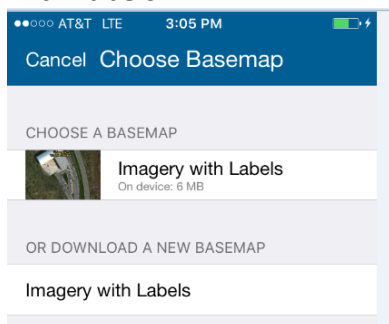 AT&T LTE 3:05 PM
Cancel Choose Basemap
CHOOSE A BASEMAP
Imagery with Labels
On device: 6 MB
OR DOWNLOAD A NEW BASEMAP
Imagery with Labels